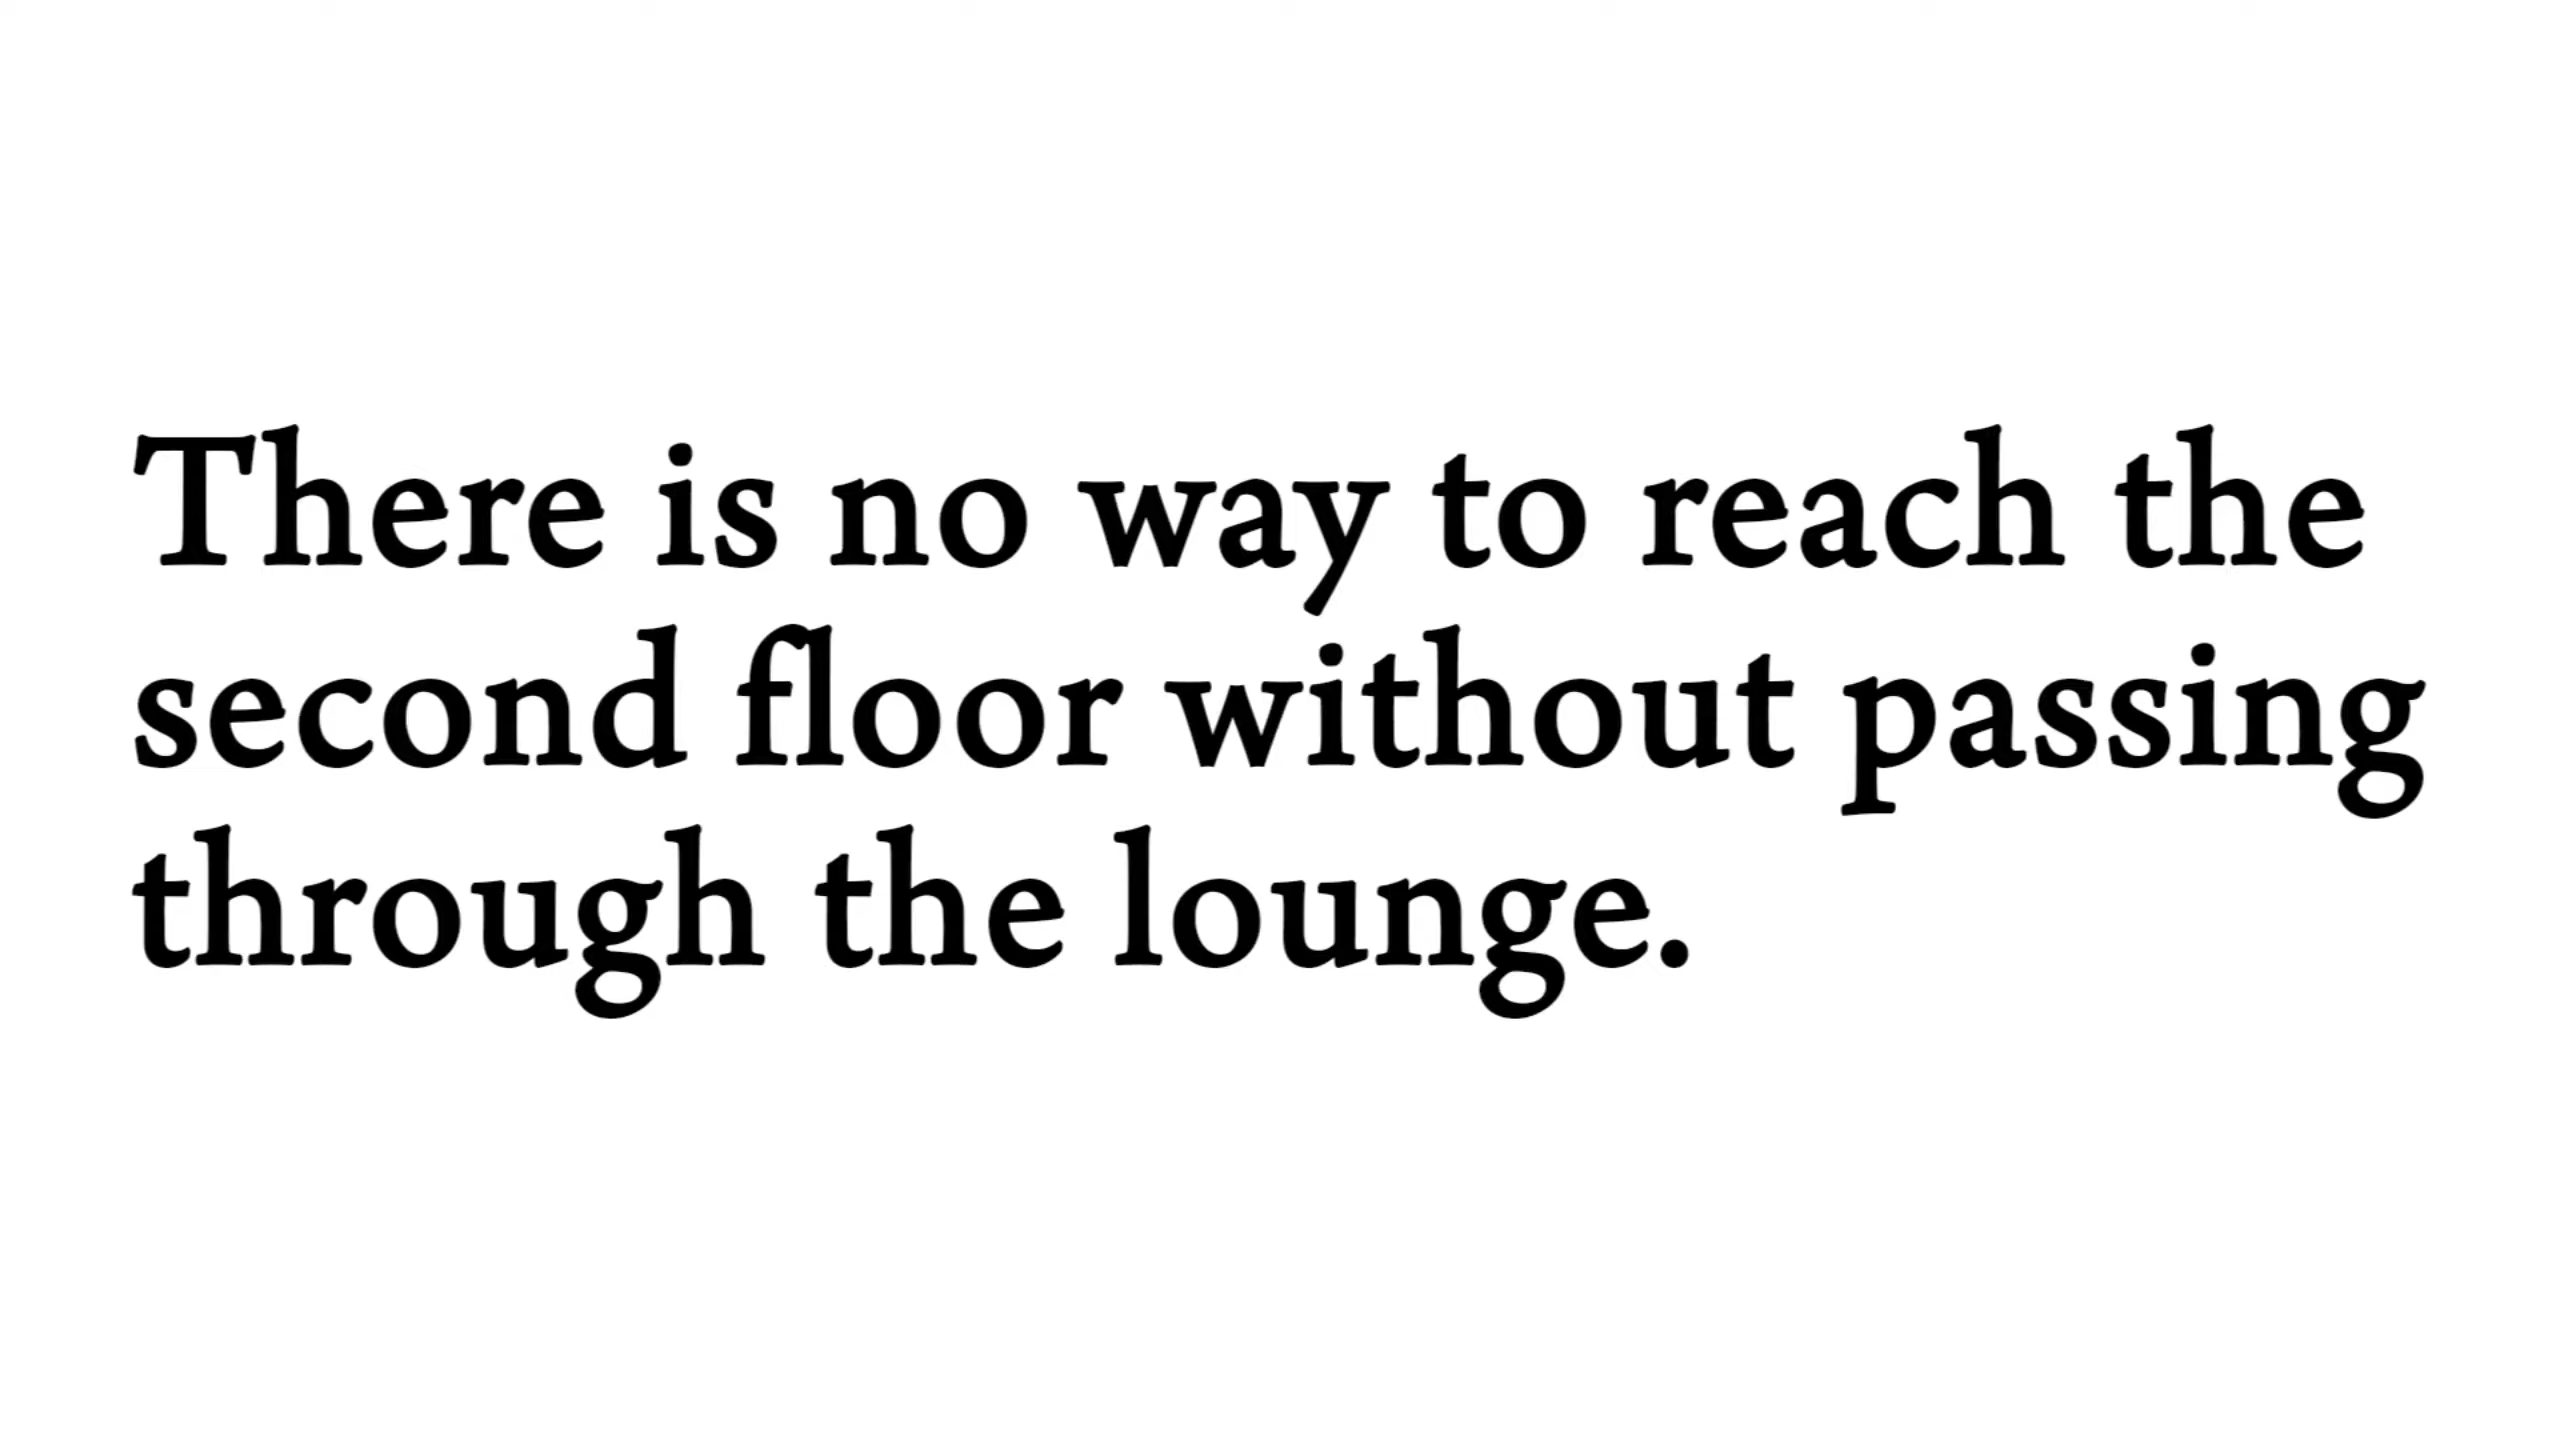 There is no way to reach the
second floor without passing
through the lounge.